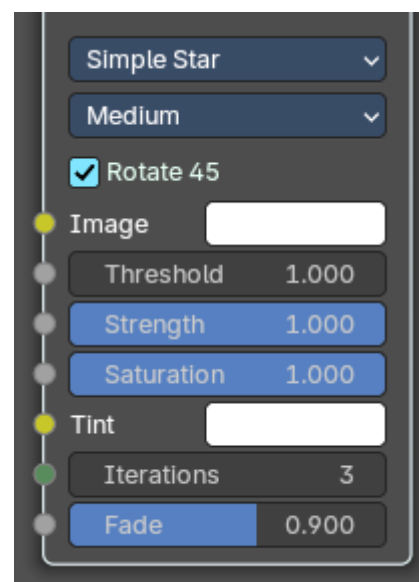 Simple Star
Medium
Rotate 45
Image
Threshold 1.000
Strength 1.000
Saturation 1.000
Tint
Iterations 3
Fade 0.900